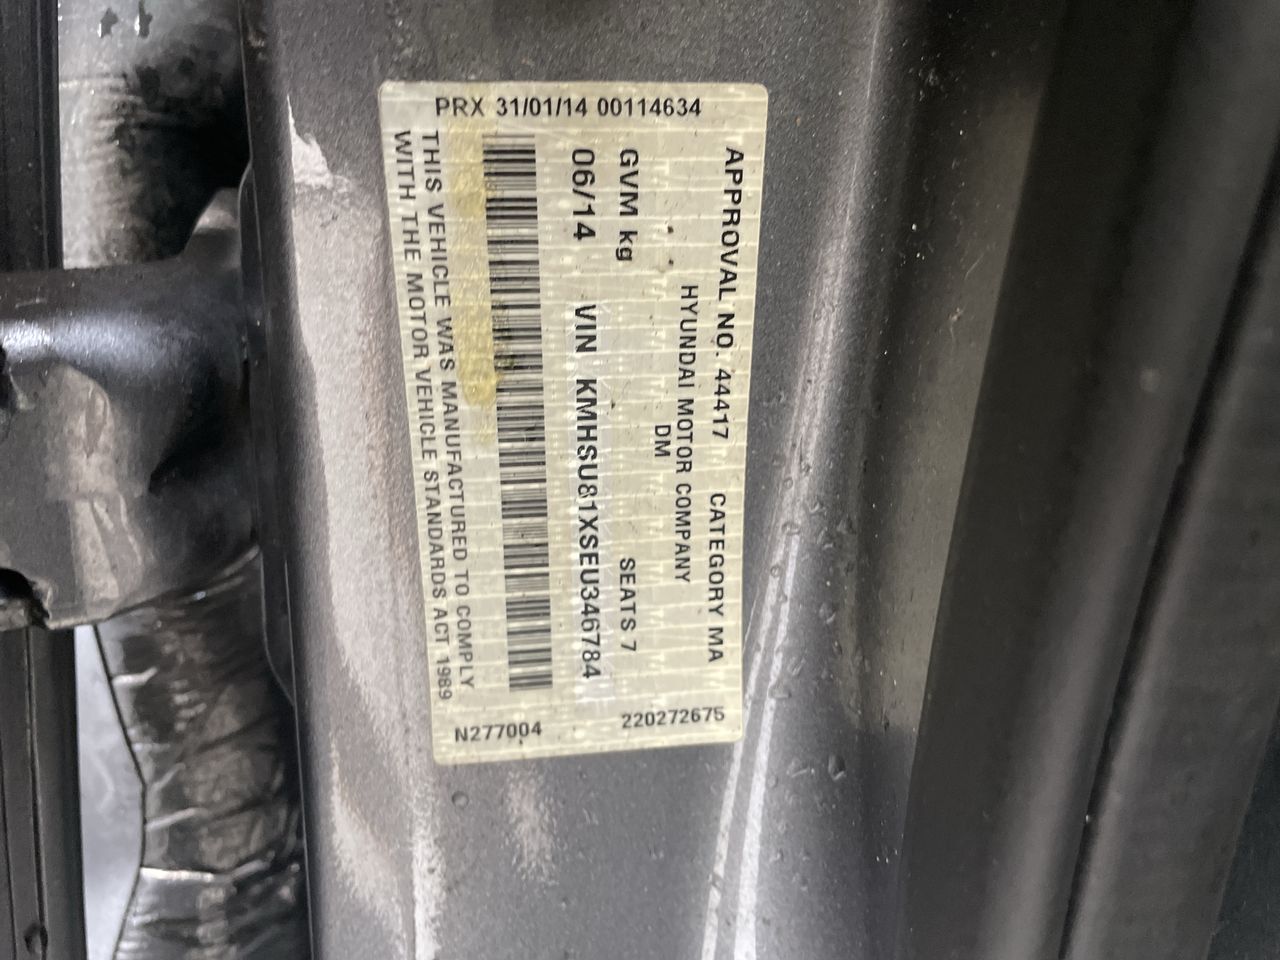 PRX 31/01/14 00114634
APPROVAL NO. 44417 CATEGORY MA
HYUNDAI MOTOR COMPANY
DM
GVM kg SEATS 7
06/14 VIN KMHSU81XSEU346784
THIS VEHICLE WAS MANUFACTURED TO COMPLY
WITH THE MOTOR VEHICLE STANDARDS ACT 1989
220272675
N277004